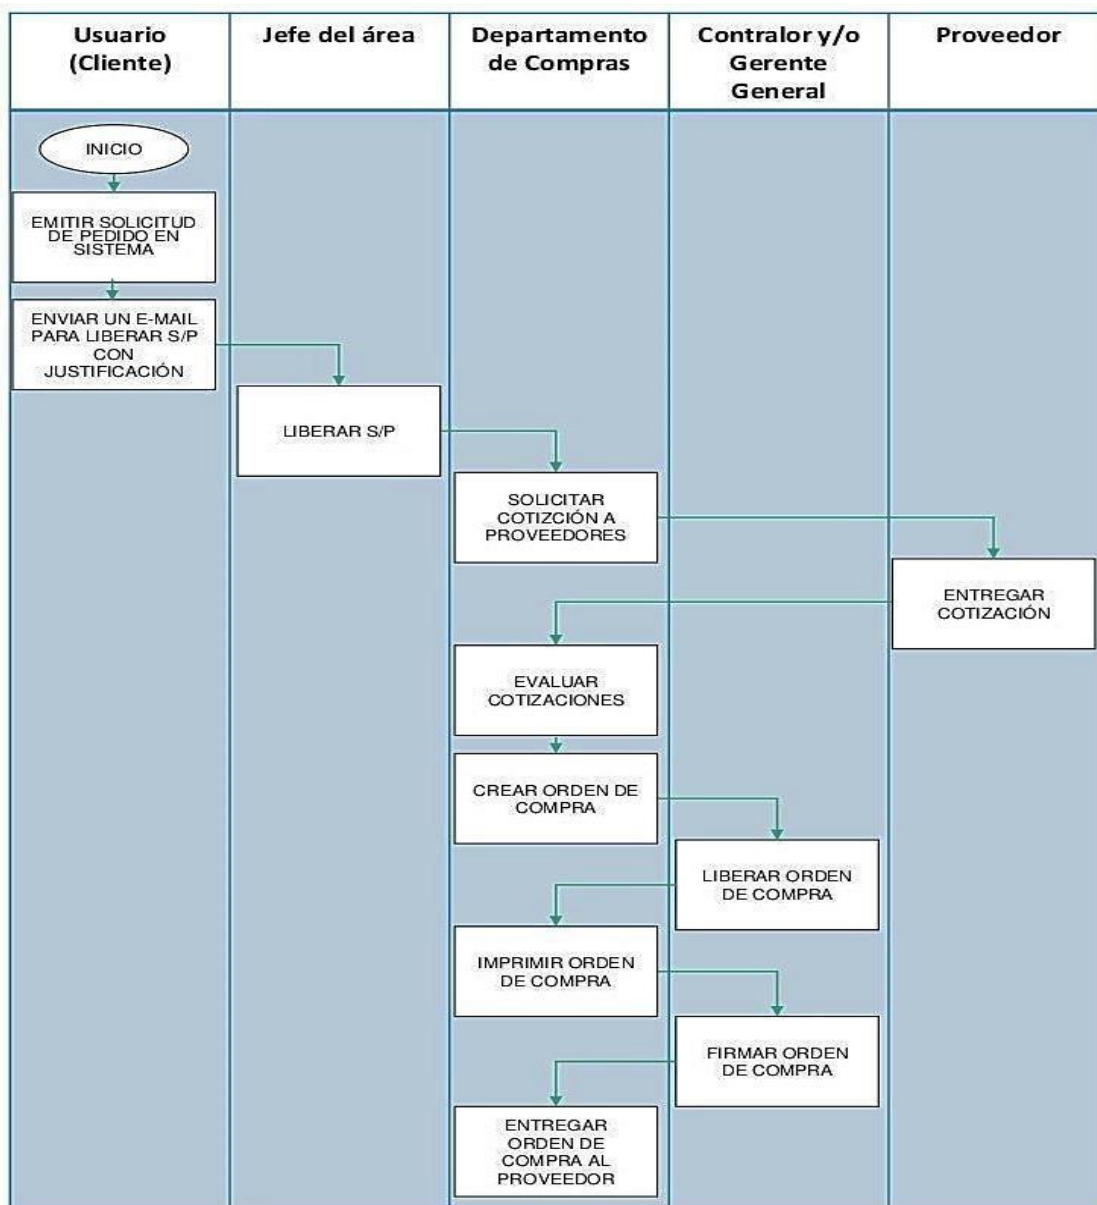 Usuario
(Cliente)
Jefe del área
Departamento
de Compras
Contralor y/o
Gerente
General
Proveedor
INICIO
EMITIR SOLICITUD
DE PEDIDO EN
SISTEMA
ENVIAR UN E-MAIL
PARA LIBERAR S/P
CON
JUSTIFICACIÓN
LIBERAR S/P
SOLICITAR
COTIZCIÓN A
PROVEEDORES
ENTREGAR
COTIZACIÓN
EVALUAR
COTIZACIONES
CREAR ORDEN DE
COMPRA
LIBERAR ORDEN
DE COMPRA
IMPRIMIR ORDEN
DE COMPRA
FIRMAR ORDEN
DE COMPRA
ENTREGAR
ORDEN DE
COMPRA AL
PROVEEDOR